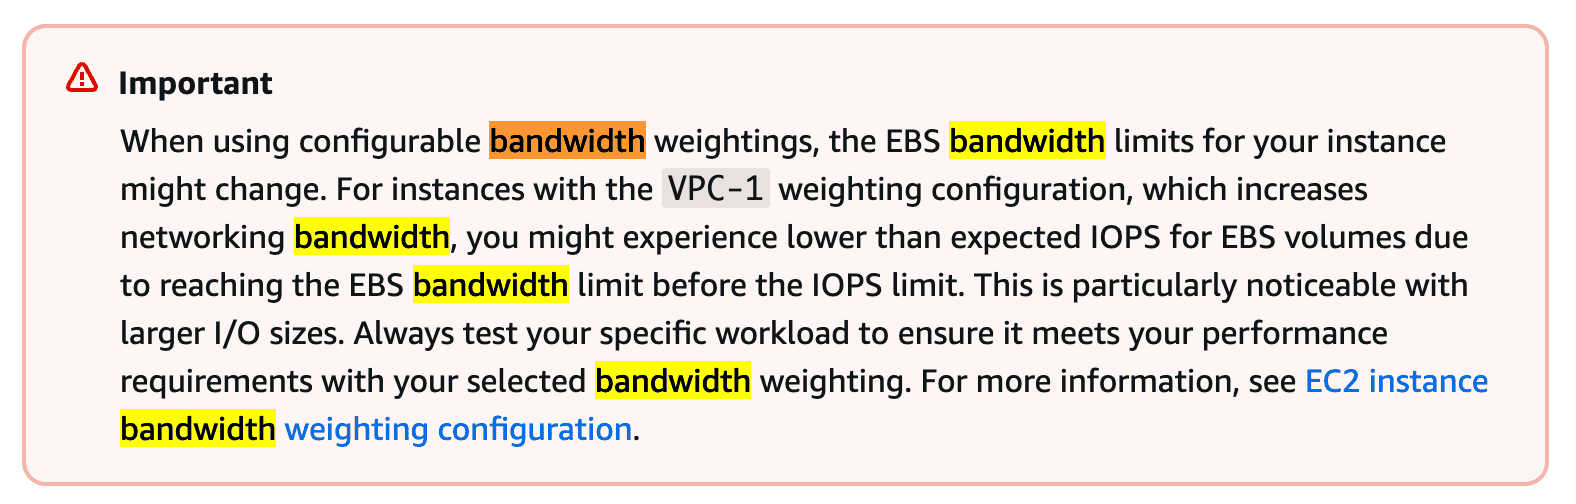 Important
When using configurable bandwidth weightings, the EBS bandwidth limits for your instance
might change. For instances with the VPC-1 weighting configuration, which increases
networking bandwidth, you might experience lower than expected IOPS for EBS volumes due
to reaching the EBS bandwidth limit before the IOPS limit. This is particularly noticeable with
larger I/O sizes. Always test your specific workload to ensure it meets your performance
requirements with your selected bandwidth weighting. For more information, see EC2 instance
bandwidth weighting configuration.